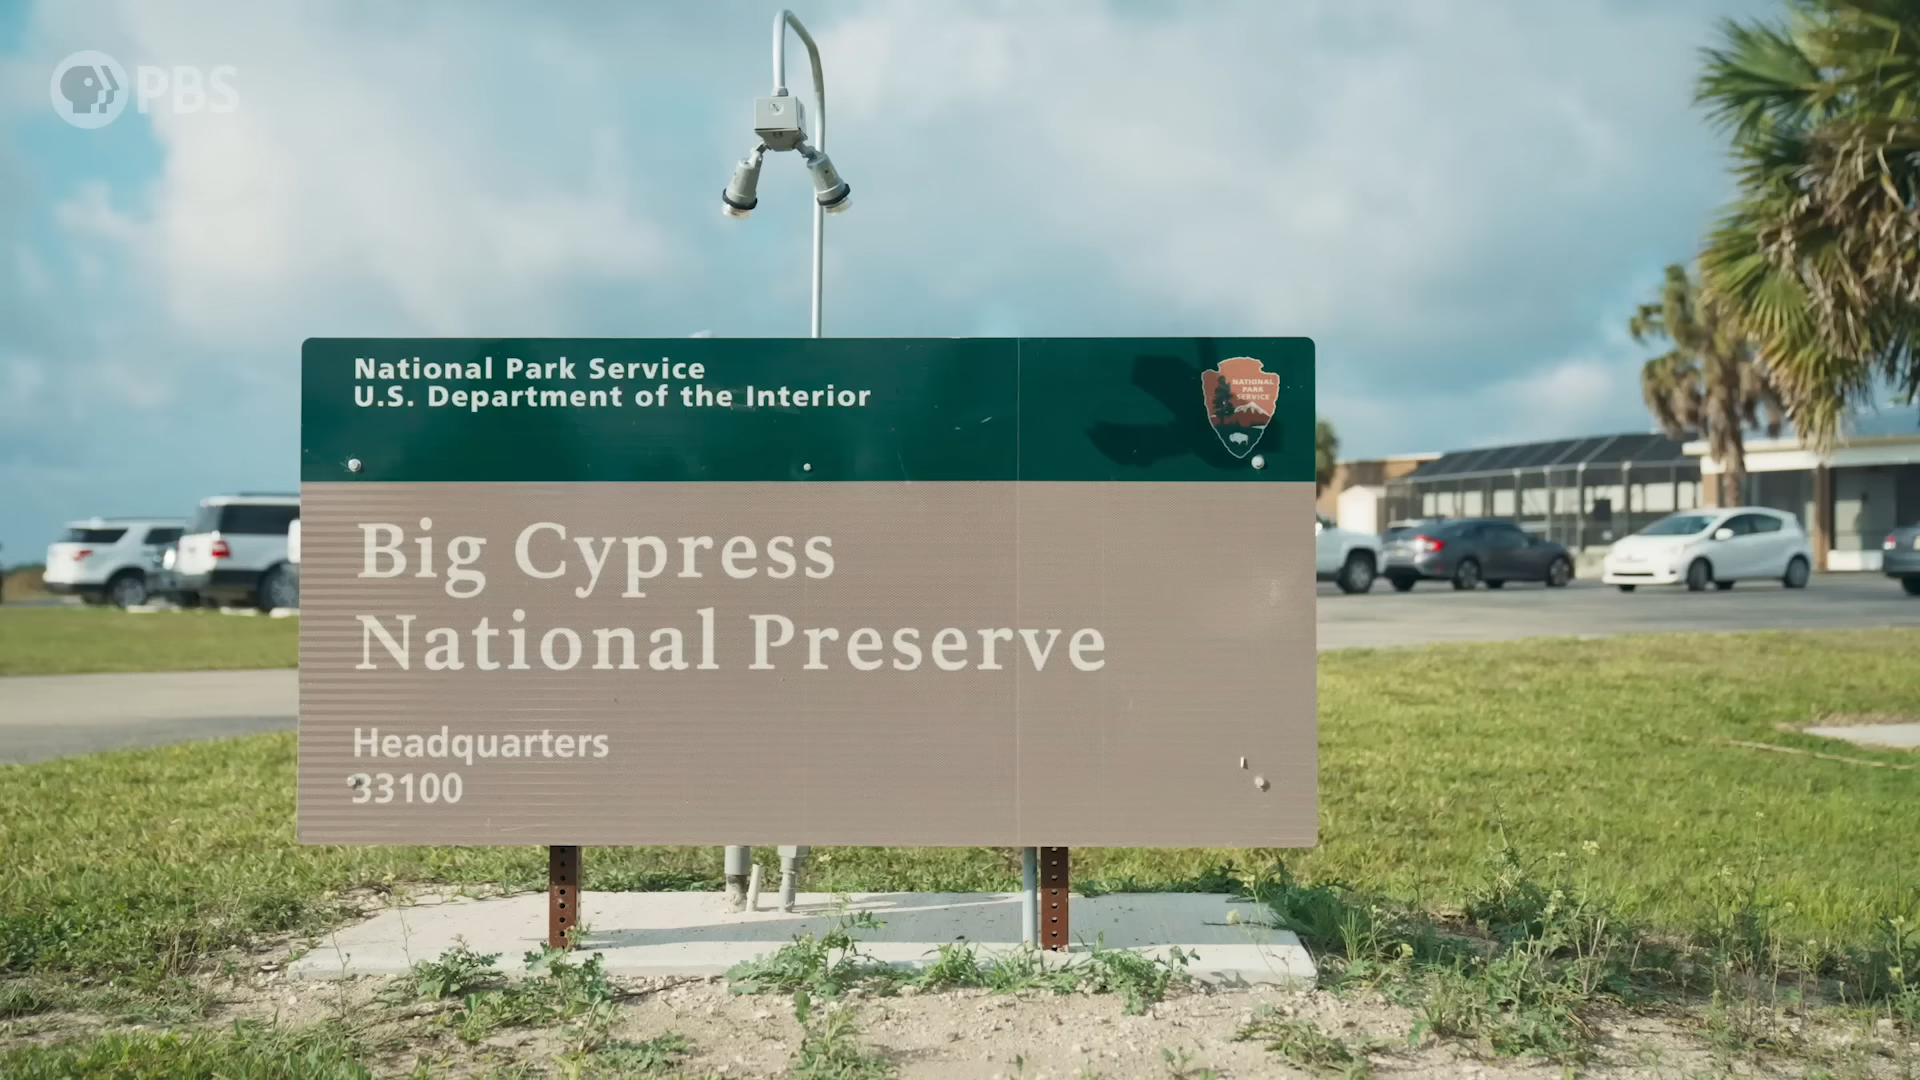 PBS
National Park Service
U.S. Department of the Interior
NATIONAL
PARK
SERVICE
Big Cypress
National Preserve
Headquarters
33100